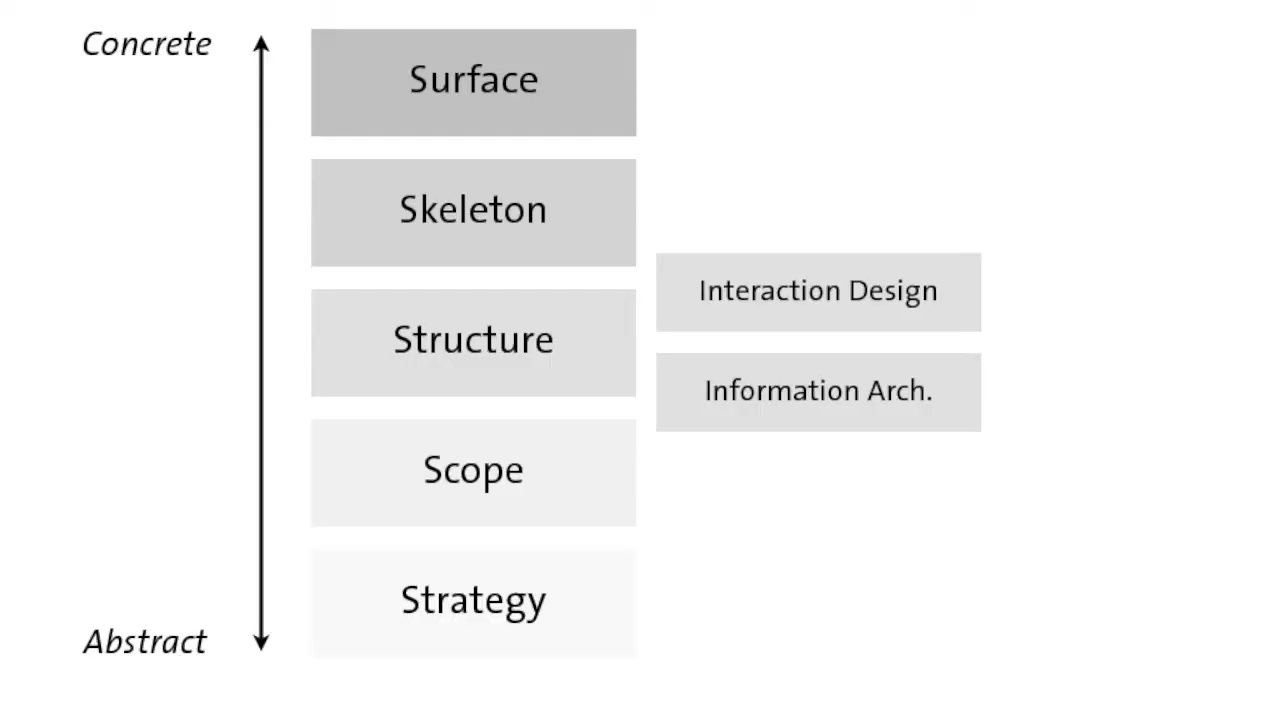 Concrete
Surface
Skeleton
Interaction Design
Structure
Information Arch.
Scope
Strategy
Abstract